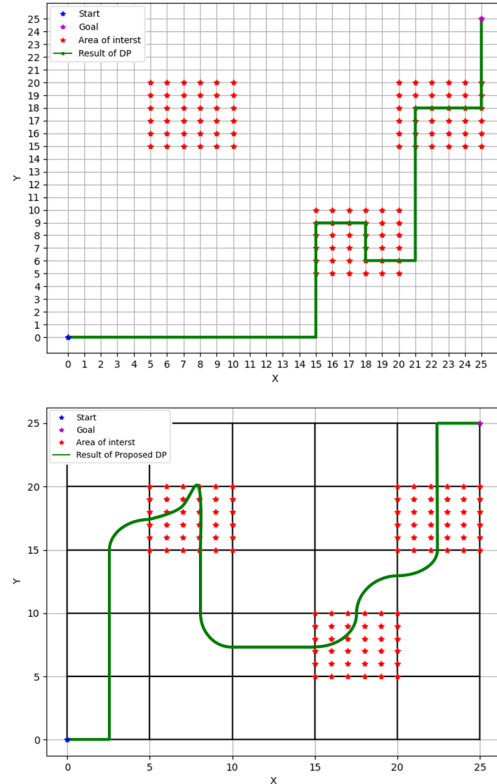 Start
Goal
Area of interst
Result of DP
25
24
23
22
21
20
19
18
17
16
15
14
13
12
11
10
9
8
7
6
5
4
3
2
1
0
Y
0 1 2 3 4 5 6 7 8 9 10 11 12 13 14 15 16 17 18 19 20 21 22 23 24 25
X
Start
Goal
Area of interst
Result of Proposed DP
25
20
15
10
5
0
Y
0 5 10 15 20 25
X